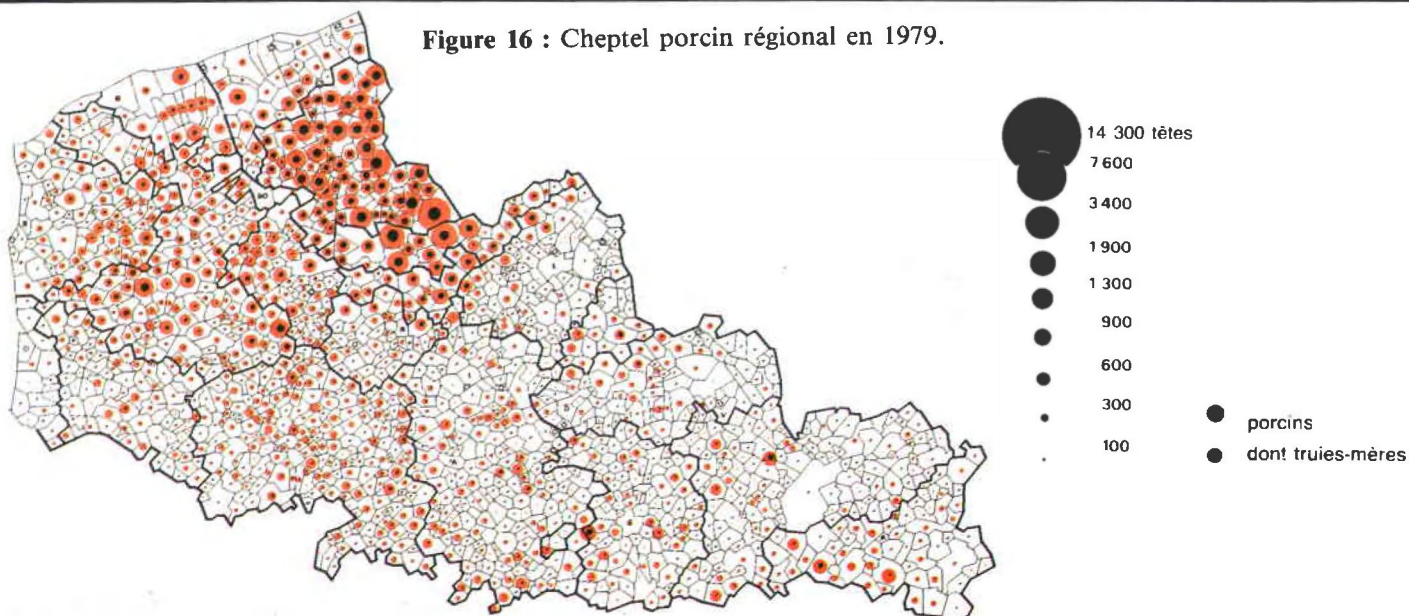 Figure 16 : Cheptel porcin régional en 1979.
14 300 têtes
7 600
3 400
1 900
1 300
900
600
300
100
porcins
dont truies-mères